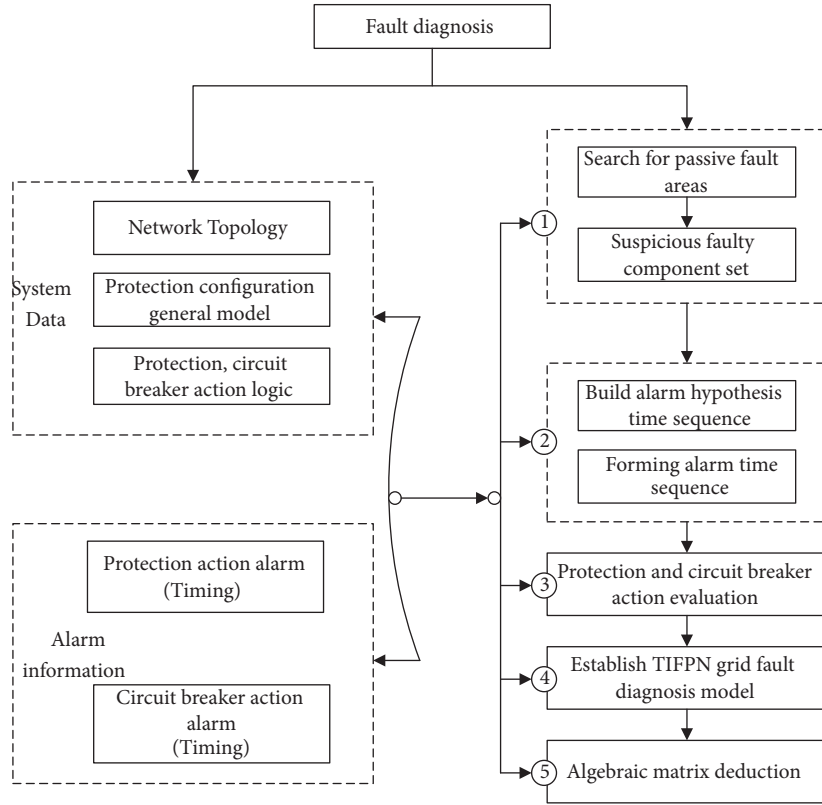 Fault diagnosis
Network Topology
Protection configuration
general model
Protection, circuit
breaker action logic
System
Data
Protection action alarm
(Timing)
Alarm
information
Circuit breaker action
alarm
(Timing)
1
Search for passive fault
areas
Suspicious faulty
component set
2
Build alarm hypothesis
time sequence
Forming alarm time
sequence
3
Protection and circuit breaker
action evaluation
4
Establish TIFPN grid fault
diagnosis model
5
Algebraic matrix deduction